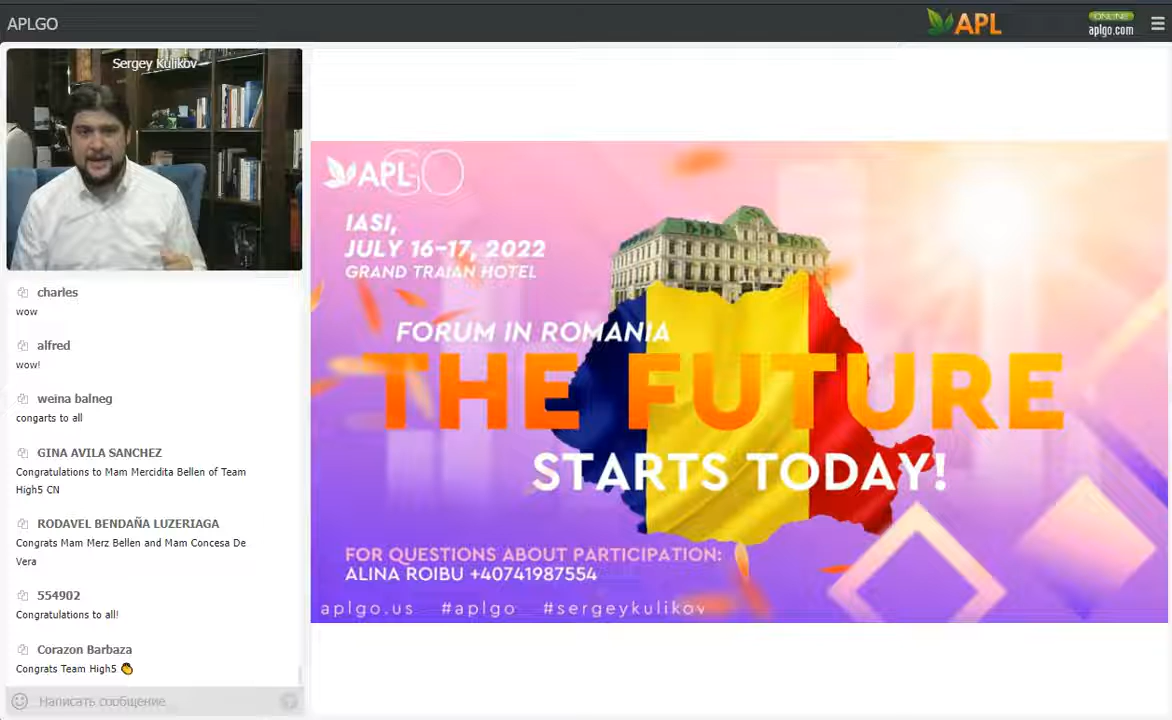 APLGO
APL
ONLINE
aplgo.com
Sergey Kulikov
charles
wow
alfred
wow!
weina balneg
congarts to all
GINA AVILA SANCHEZ
Congratulations to Mam Mercidita Bellen of Team
High5 CN
RODAVEL BENDAÑA LUZERIAGA
Congrats Mam Merz Bellen and Mam Concesa De
Vera
554902
Congratulations to all!
Corazon Barbaza
Congrats Team High5 👏
Написать сообщение
APLGO
IASI,
JULY 16-17, 2022
GRAND TRAIAN HOTEL
FORUM IN ROMANIA
THE FUTURE
STARTS TODAY!
FOR QUESTIONS ABOUT PARTICIPATION:
ALINA ROIBU +40741987554
aplgo.us #aplgo #sergeykulikov